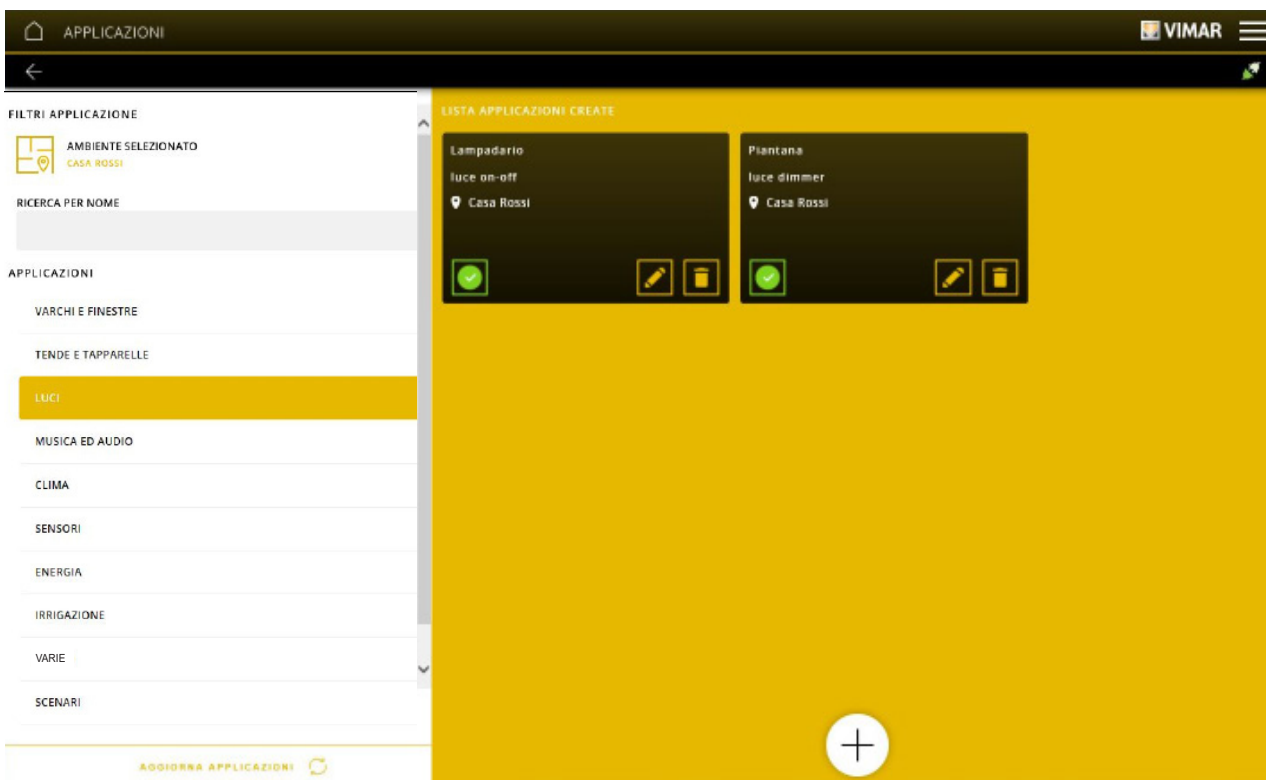 APPLICAZIONI
VIMAR
FILTRI APPLICAZIONE
AMBIENTE SELEZIONATO
CASA ROSSI
RICERCA PER NOME
APPLICAZIONI
VARCHI E FINESTRE
TENDE E TAPPARELLE
LUCI
MUSICA ED AUDIO
CLIMA
SENSORI
ENERGIA
IRRIGAZIONE
VARIE
SCENARI
AGGIORNA APPLICAZIONI
LISTA APPLICAZIONI CREATE
Lampadario
luce on-off
Casa Rossi
Piantana
luce dimmer
Casa Rossi